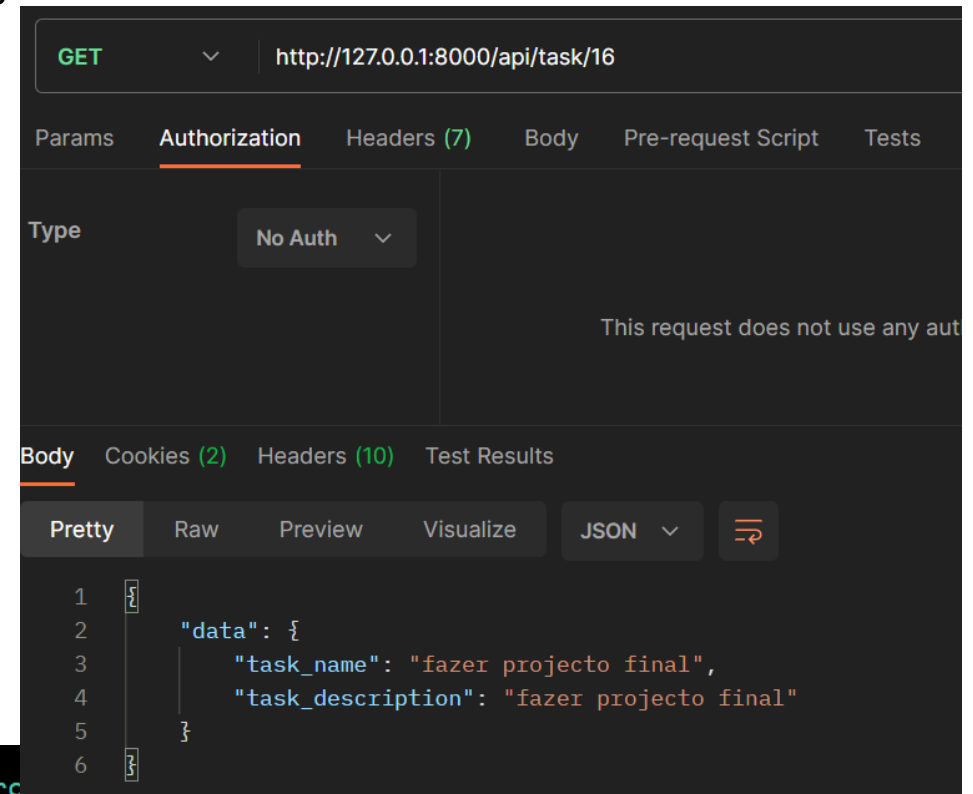 GET http://127.0.0.1:8000/api/task/16
Params Authorization Headers (7) Body Pre-request Script Tests
Type No Auth
This request does not use any
Body Cookies (2) Headers (10) Test Results
Pretty Raw Preview Visualize JSON
1 {
2 "data": {
3 "task_name": "fazer projecto final",
4 "task_description": "fazer projecto final"
5 }
6 }